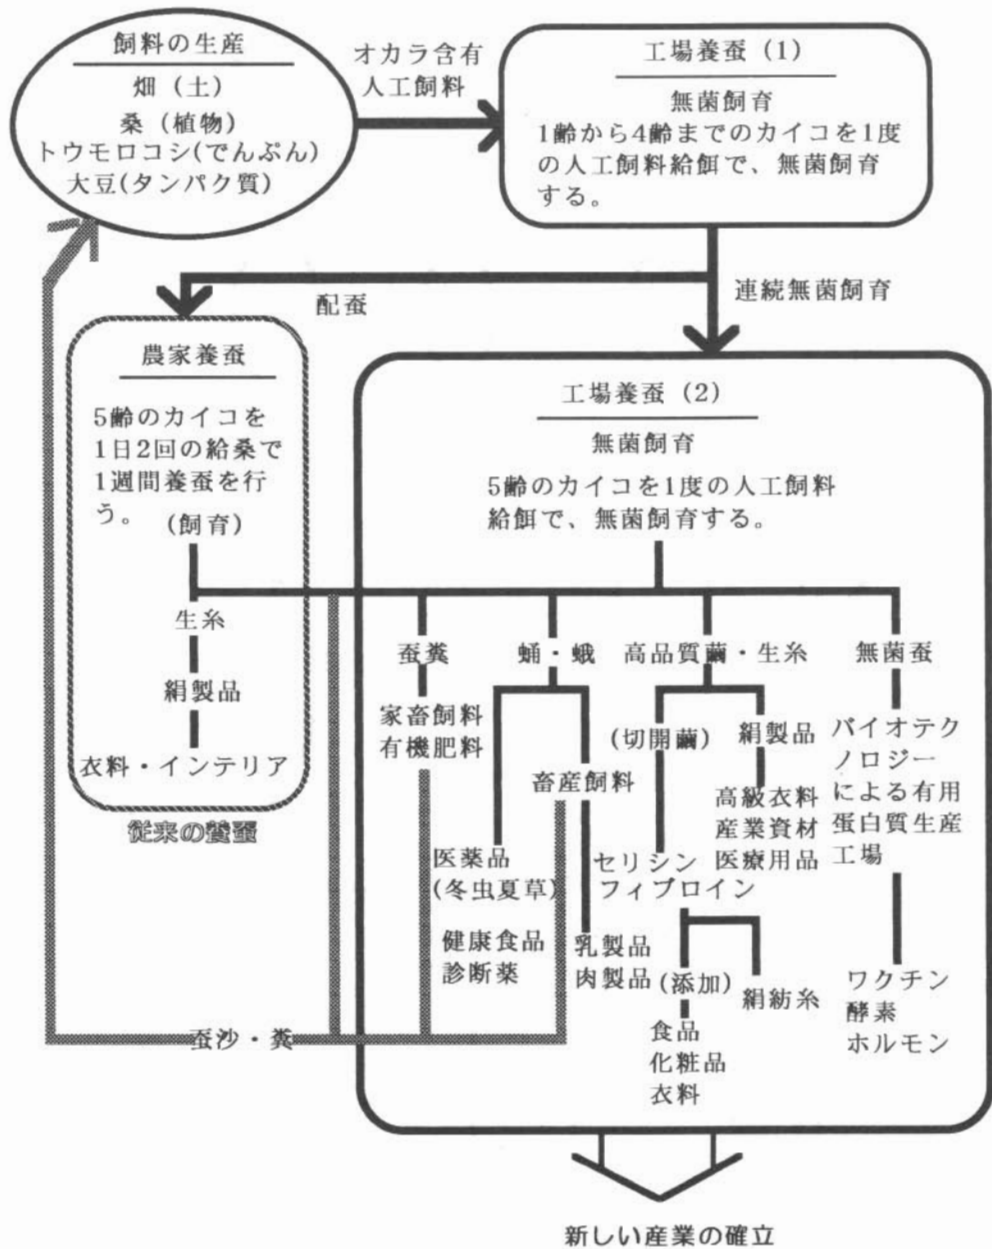 飼料の生産
畑（土）
桑（植物）
トウモロコシ(でんぷん)
大豆(タンパク質)
オカラ含有
人工飼料
工場養蚕（1）
無菌飼育
1齢から4齢までのカイコを1度
の人工飼料給餌で、無菌飼育
する。
配蚕
連続無菌飼育
農家養蚕
5齢のカイコを
1日2回の給桑で
1週間養蚕を行
う。
(飼育)
生糸
絹製品
衣料・インテリア
従来の養蚕
工場養蚕（2）
無菌飼育
5齢のカイコを1度の人工飼料
給餌で、無菌飼育する。
蚕糞
家畜飼料
有機肥料
蛹・蛾
畜産飼料
医薬品
(冬虫夏草)
健康食品
診断薬
乳製品
肉製品
高品質繭・生糸
(切開繭)
絹製品
高級衣料
産業資材
医療用品
セリシン
フィブロイン
(添加)
絹紡糸
食品
化粧品
衣料
無菌蚕
バイオテク
ノロジー
による有用
蛋白質生産
工場
ワクチン
酵素
ホルモン
蚕沙・糞
新しい産業の確立